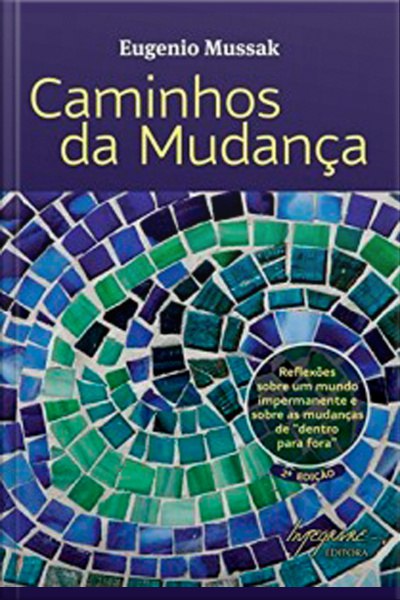 Eugenio Mussak
Caminhos
da Mudança
Reflexões
sobre um mundo
impermanente e
sobre as mudanças
de "dentro
para fora"
2ª EDIÇÃO
Integrare
EDITORA